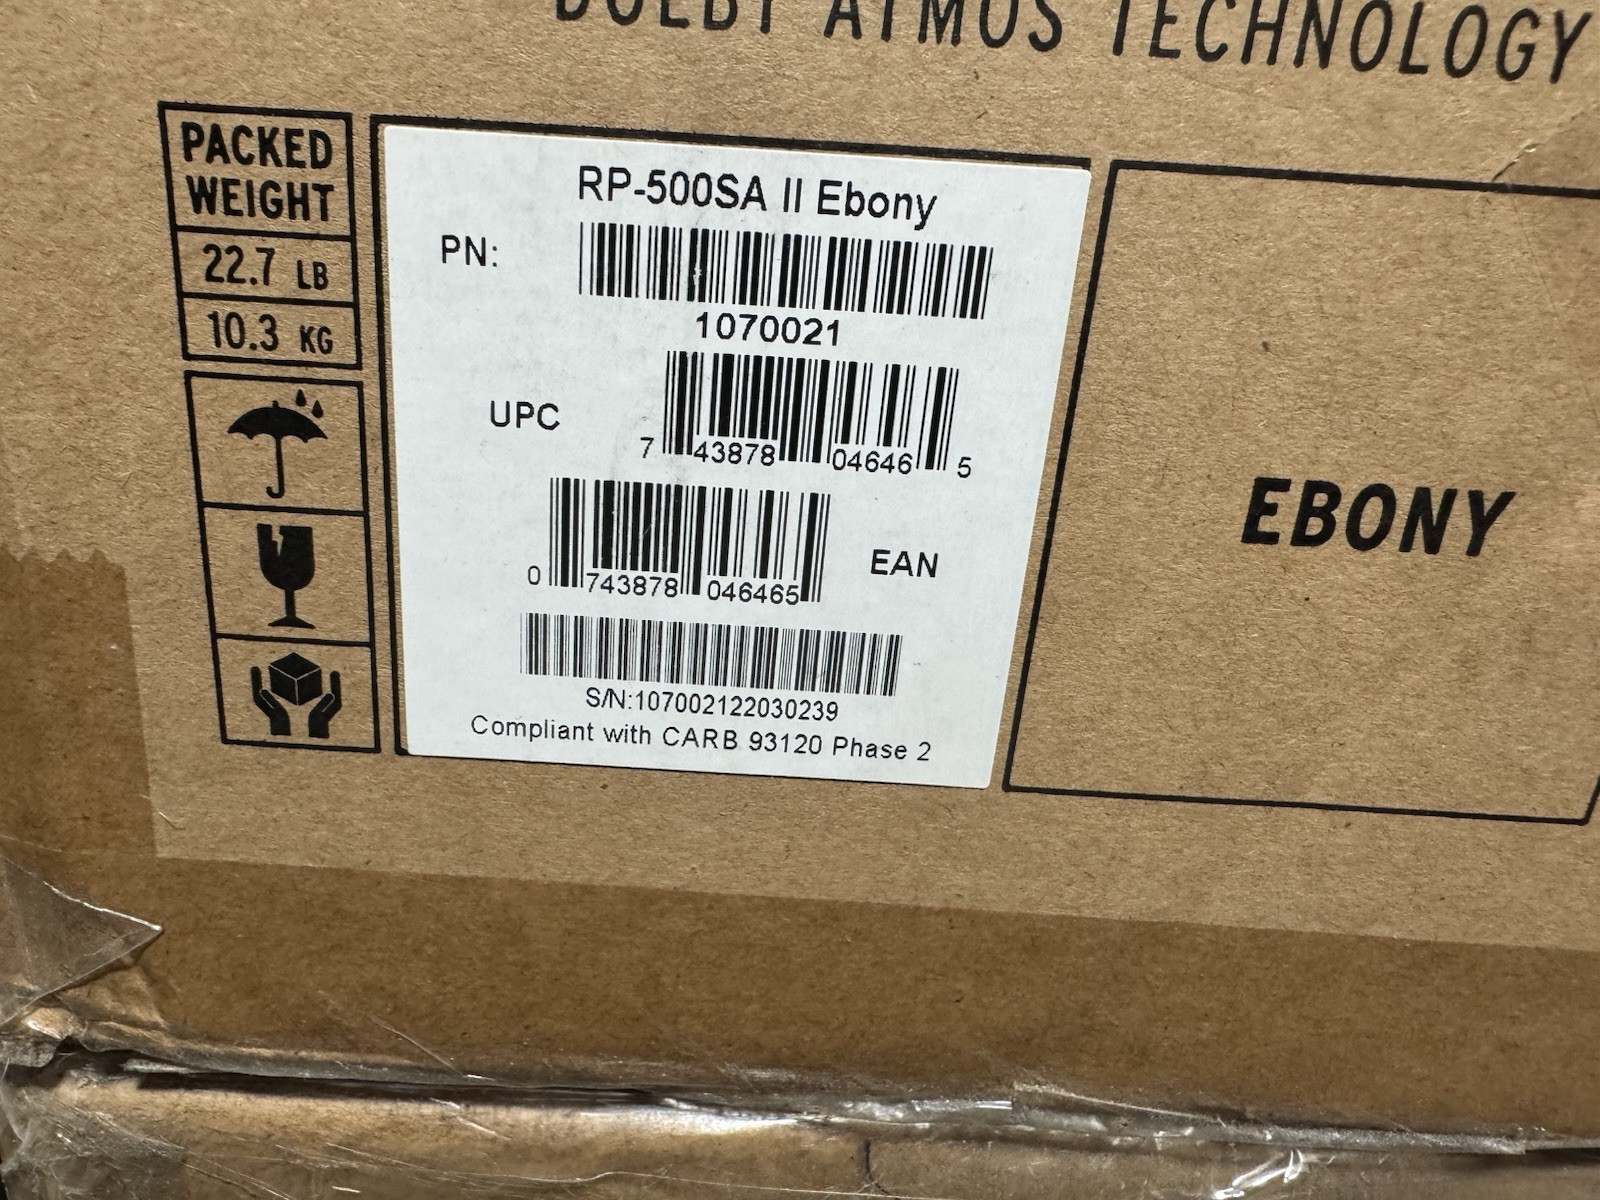 DOLBY ATMOS TECHNOLOGY
PACKED
WEIGHT
22.7 LB
10.3 KG
RP-500SA II Ebony
PN:
1070021
UPC
7 43878 04646 5
0 743878 046465
EAN
S/N:107002122030239
Compliant with CARB 93120 Phase 2
EBONY